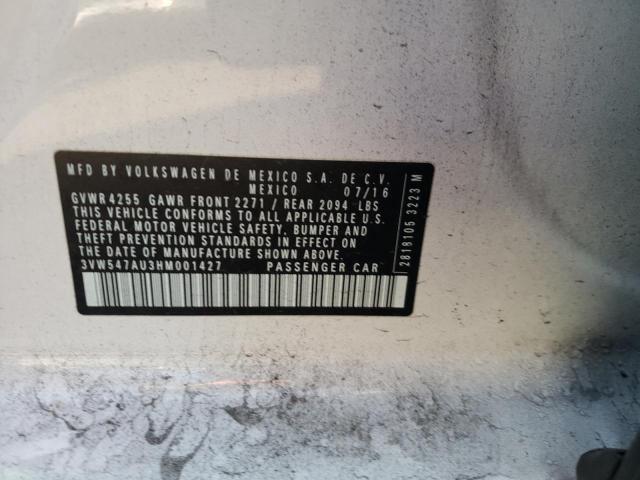 MFD BY VOLKSWAGEN DE MEXICO S.A. DE C.V.
MEXICO 07/16
GVWR 4255 GAWR FRONT 2271 / REAR 2094 LBS
THIS VEHICLE CONFORMS TO ALL APPLICABLE U.S.
FEDERAL MOTOR VEHICLE SAFETY, BUMPER AND
THEFT PREVENTION STANDARDS IN EFFECT ON
THE DATE OF MANUFACTURE SHOWN ABOVE.
3VW547AU3HM001427 PASSENGER CAR
2818105 3223 M